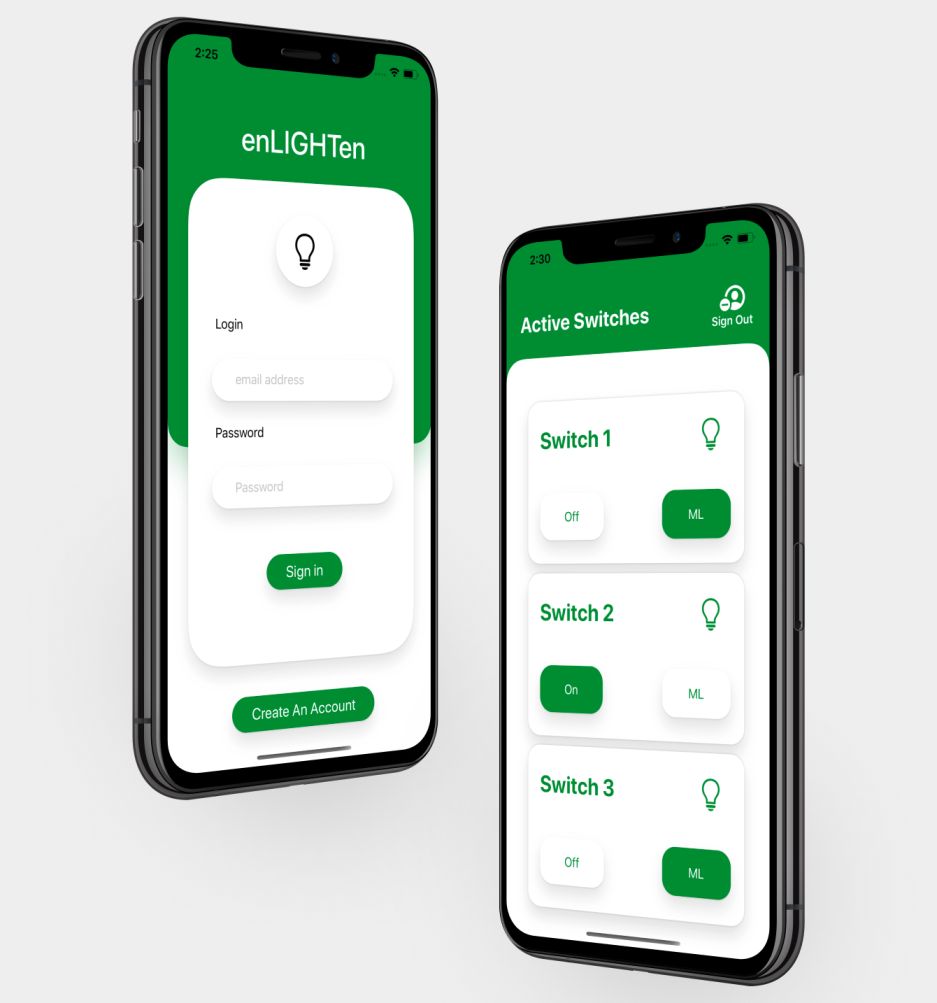 2:25
enLIGHTen
Login
email address
Password
Password
Sign in
Create An Account
2:30
Active Switches
Sign Out
Switch 1
Off
ML
Switch 2
On
ML
Switch 3
Off
ML